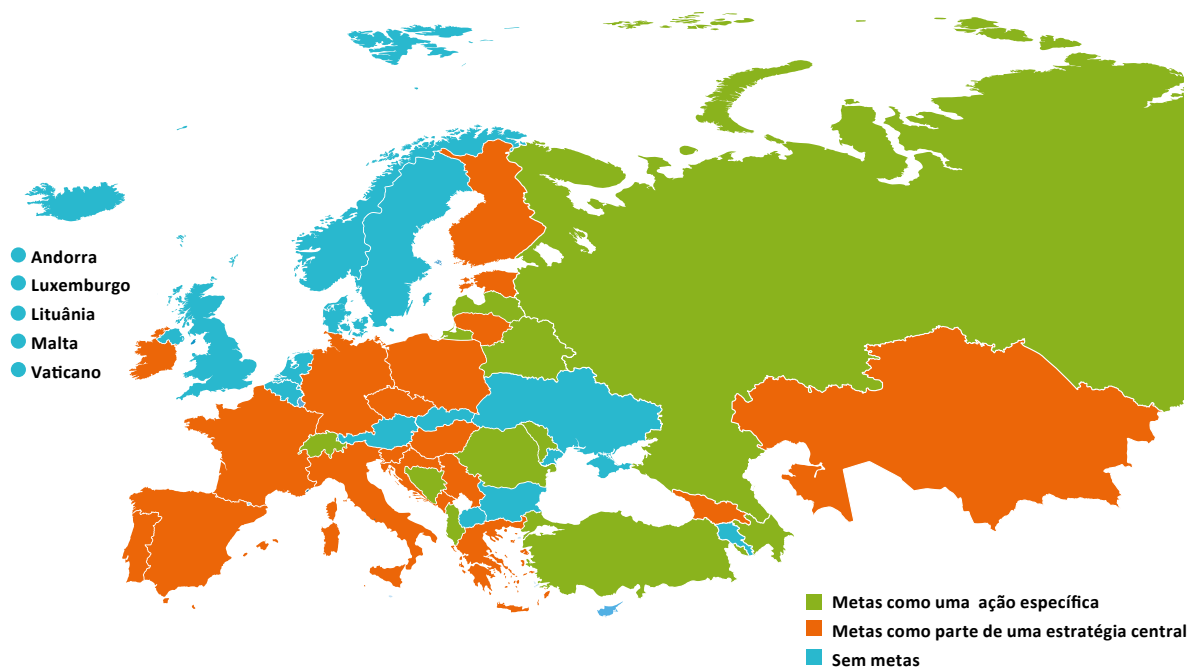 Andorra
Luxemburgo
Lituânia
Malta
Vaticano
Metas como uma ação específica
Metas como parte de uma estratégia central
Sem metas